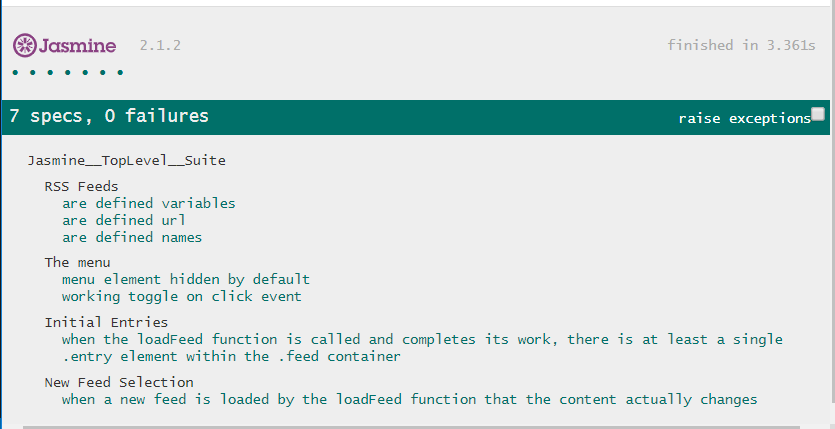 Jasmine 2.1.2 finished in 3.361s
7 specs, 0 failures raise exceptions
Jasmine__TopLevel__Suite
RSS Feeds
are defined variables
are defined url
are defined names
The menu
menu element hidden by default
working toggle on click event
Initial Entries
when the loadFeed function is called and completes its work, there is at least a single
.entry element within the .feed container
New Feed Selection
when a new feed is loaded by the loadFeed function that the content actually changes